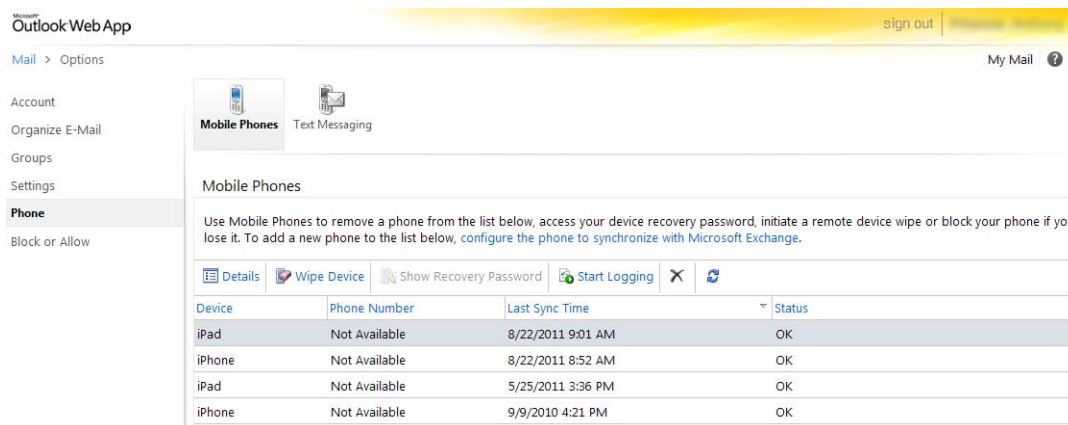 Microsoft®
Outlook Web App
sign out
Mail > Options
My Mail
Account
Organize E-Mail
Groups
Settings
Phone
Block or Allow
Mobile Phones Text Messaging
Mobile Phones
Use Mobile Phones to remove a phone from the list below, access your device recovery password, initiate a remote device wipe or block your phone if yo
lose it. To add a new phone to the list below, configure the phone to synchronize with Microsoft Exchange.
Details Wipe Device Show Recovery Password Start Logging
Device Phone Number Last Sync Time Status
iPad Not Available 8/22/2011 9:01 AM OK
iPhone Not Available 8/22/2011 8:52 AM OK
iPad Not Available 5/25/2011 3:36 PM OK
iPhone Not Available 9/9/2010 4:21 PM OK